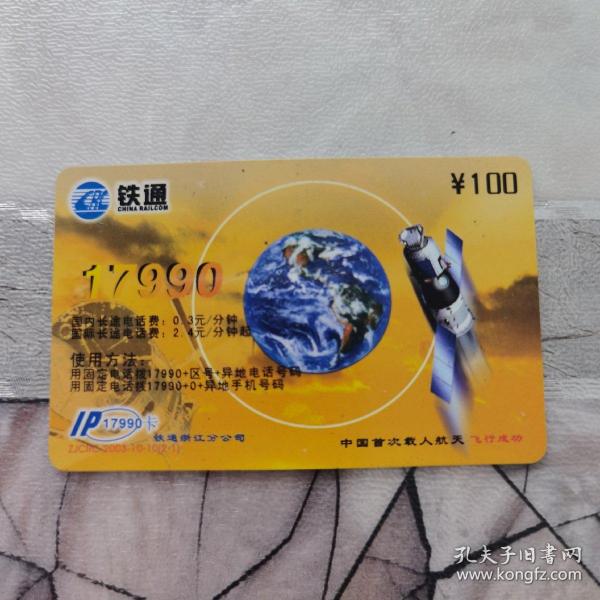 铁通
CHINA RAILCOM
¥100
17990
国内长途电话费：0.3元/分钟
国际长途电话费：2.4元/分钟起
使用方法：
用固定电话拨17990+区号+异地电话号码
用固定电话拨17990+0+异地手机号码
IP 17990卡
铁通浙江分公司
中国首次载人航天 飞行成功
2003-10-10(2-1)
孔夫子旧书网
www.kongfz.com